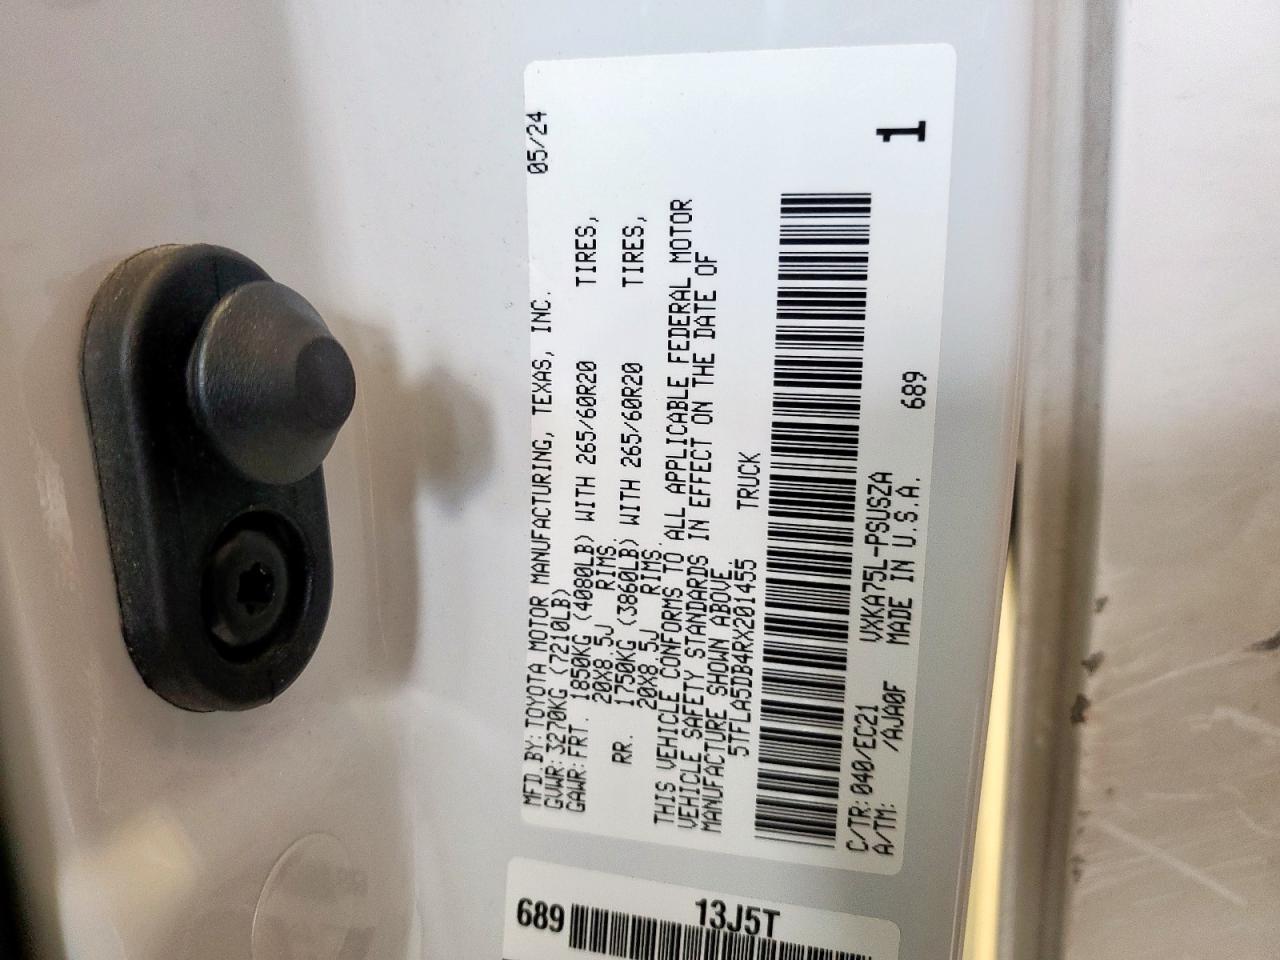 MFD.BY:TOYOTA MOTOR MANUFACTURING, TEXAS, INC. 05/24
GVWR:3270KG(7210LB)
GAWR:FRT. 1850KG(4080LB)WITH 265/60R20 TIRES,
20X8.5J RIMS.
RR. 1750KG(3860LB)WITH 265/60R20 TIRES,
20X8.5J RIMS.
THIS VEHICLE CONFORMS TO ALL APPLICABLE FEDERAL MOTOR
VEHICLE SAFETY STANDARDS IN EFFECT ON THE DATE OF
MANUFACTURE SHOWN ABOVE.
5TFLA5DB4RX201455 TRUCK
C/TR:040/EC21 VXKA75L-PSUSZA
A/TM: /AJA0F MADE IN U.S.A. 689 1
689 13J5T